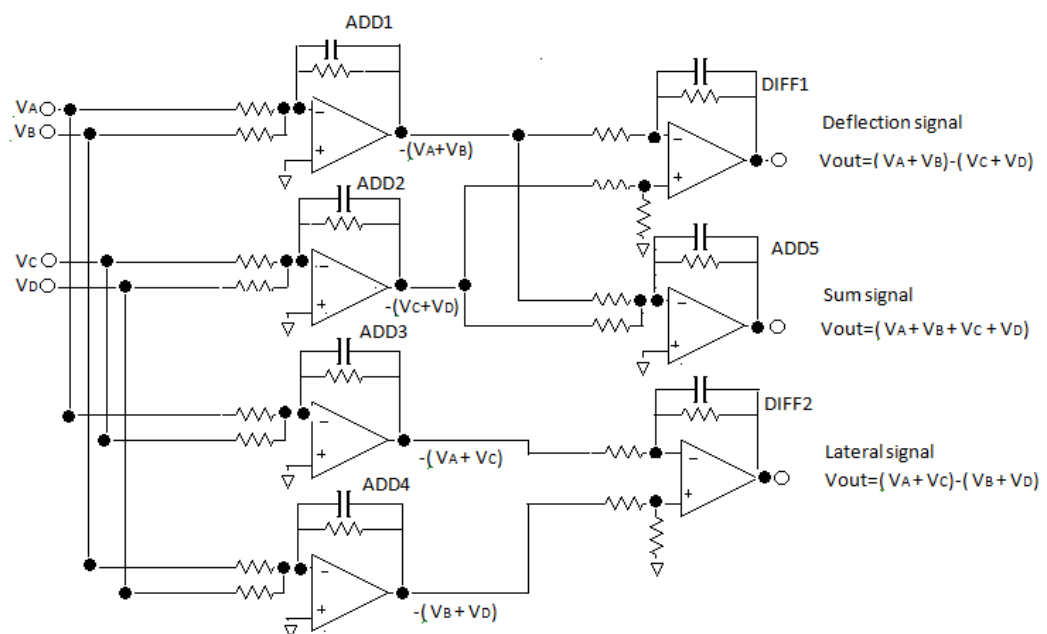 ADD1
VA
VB
−
+
-(VA+VB)
DIFF1
−
+
Deflection signal
Vout=(VA+VB)-(VC+VD)
ADD2
VC
VD
−
+
-(VC+VD)
ADD5
−
+
Sum signal
Vout=(VA+VB+VC+VD)
ADD3
−
+
-(VA+VC)
DIFF2
−
+
Lateral signal
Vout=(VA+VC)-(VB+VD)
ADD4
−
+
-(VB+VD)